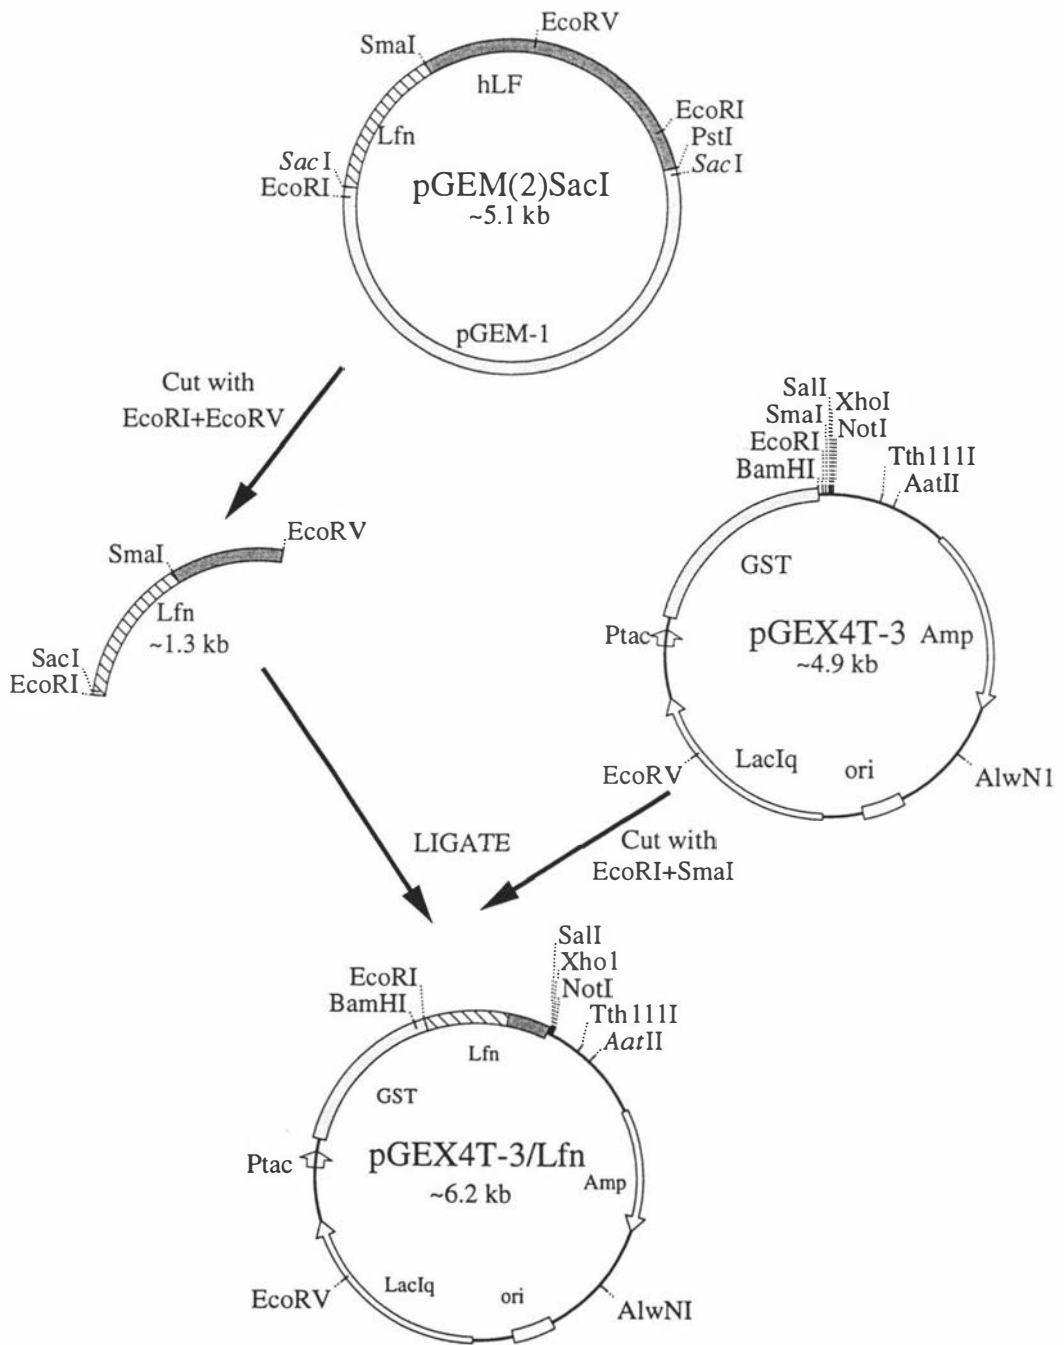 EcoRV
SmaI
hLF
EcoRI
PstI
SacI
Lfn
SacI
EcoRI
pGEM(2)SacI
~5.1 kb
pGEM-1
Cut with
EcoRI+EcoRV
SalI
XhoI
SmaI
NotI
EcoRI
BamHI
Tth111I
AatII
EcoRV
SmaI
Lfn
~1.3 kb
SacI
EcoRI
GST
Ptac
pGEX4T-3
~4.9 kb
Amp
LacIq
ori
EcoRV
AlwN1
LIGATE
Cut with
EcoRI+SmaI
SalI
Xho1
NotI
EcoRI
BamHI
Tth111I
AatII
Lfn
GST
Ptac
pGEX4T-3/Lfn
~6.2 kb
Amp
LacIq
ori
EcoRV
AlwNI